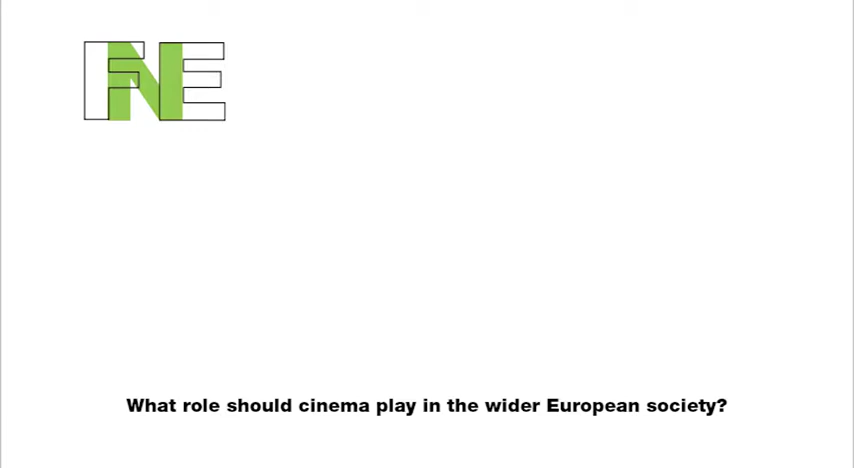 FNE
What role should cinema play in the wider European society?